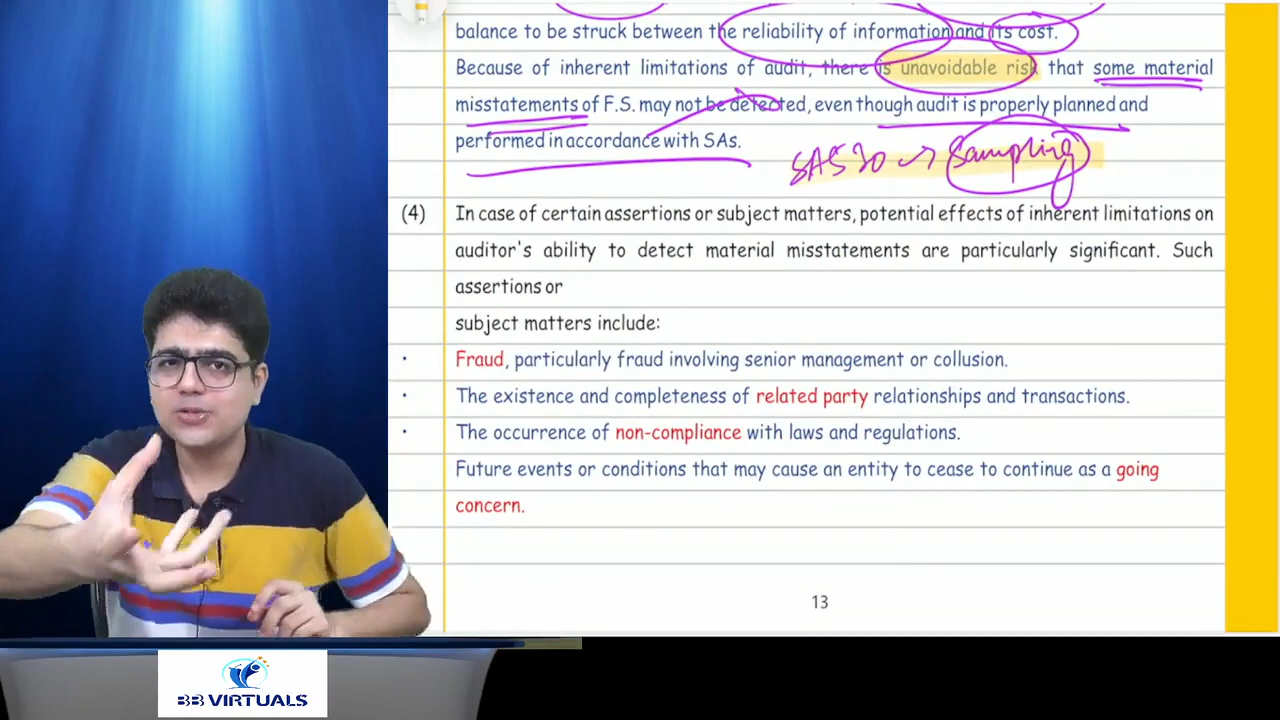 balance to be struck between the reliability of information and its cost.
Because of inherent limitations of audit, there is unavoidable risk that some material
misstatements of F.S. may not be detected, even though audit is properly planned and
performed in accordance with SAs.
SA530 → Sampling
(4) In case of certain assertions or subject matters, potential effects of inherent limitations on
auditor's ability to detect material misstatements are particularly significant. Such
assertions or
subject matters include:
• Fraud, particularly fraud involving senior management or collusion.
• The existence and completeness of related party relationships and transactions.
• The occurrence of non-compliance with laws and regulations.
Future events or conditions that may cause an entity to cease to continue as a going
concern.
13
BB VIRTUALS